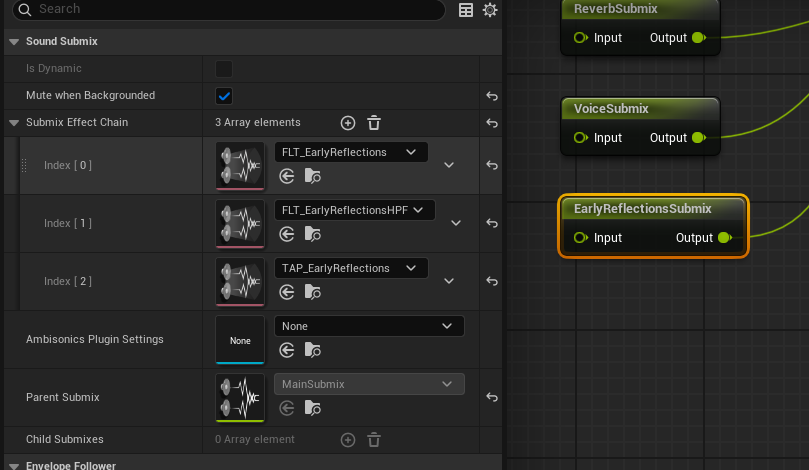 Search
Sound Submix
Is Dynamic
Mute when Backgrounded
Submix Effect Chain
3 Array elements
Index [ 0 ]
FLT_EarlyReflections
Index [ 1 ]
FLT_EarlyReflectionsHPF
Index [ 2 ]
TAP_EarlyReflections
Ambisonics Plugin Settings
None
None
Parent Submix
MainSubmix
Child Submixes
0 Array element
Envelope Follower
ReverbSubmix
Input Output
VoiceSubmix
Input Output
EarlyReflectionsSubmix
Input Output